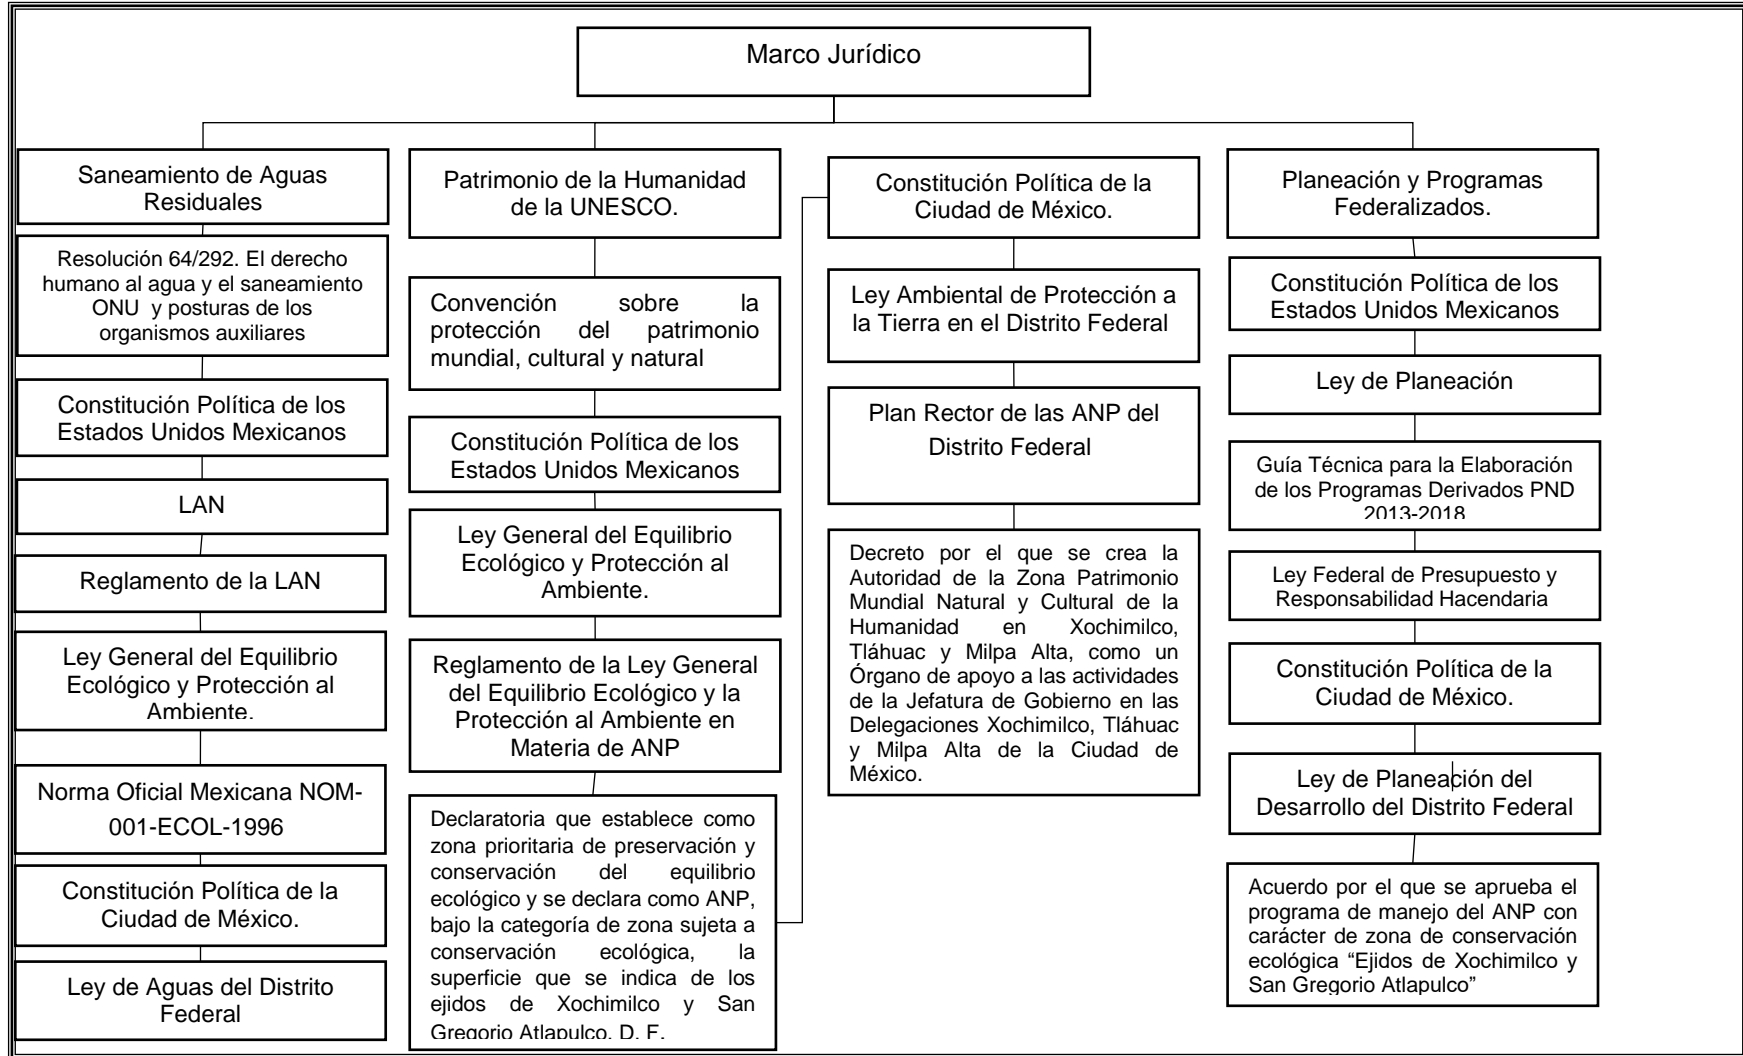 Marco Jurídico
Saneamiento de Aguas
Residuales
Resolución 64/292. El derecho
humano al agua y el saneamiento
ONU y posturas de los
organismos auxiliares
Constitución Política de los
Estados Unidos Mexicanos
LAN
Reglamento de la LAN
Ley General del Equilibrio
Ecológico y Protección al
Ambiente.
Norma Oficial Mexicana NOM-
001-ECOL-1996
Constitución Política de la
Ciudad de México.
Ley de Aguas del Distrito
Federal
Patrimonio de la Humanidad
de la UNESCO.
Convención sobre la
protección del patrimonio
mundial, cultural y natural
Constitución Política de los
Estados Unidos Mexicanos
Ley General del Equilibrio
Ecológico y Protección al
Ambiente.
Reglamento de la Ley General
del Equilibrio Ecológico y la
Protección al Ambiente en
Materia de ANP
Declaratoria que establece como
zona prioritaria de preservación y
conservación del equilibrio
ecológico y se declara como ANP,
bajo la categoría de zona sujeta a
conservación ecológica, la
superficie que se indica de los
ejidos de Xochimilco y San
Gregorio Atlapulco. D. F.
Constitución Política de la
Ciudad de México.
Ley Ambiental de Protección a
la Tierra en el Distrito Federal
Plan Rector de las ANP del
Distrito Federal
Decreto por el que se crea la
Autoridad de la Zona Patrimonio
Mundial Natural y Cultural de la
Humanidad en Xochimilco,
Tláhuac y Milpa Alta, como un
Órgano de apoyo a las actividades
de la Jefatura de Gobierno en las
Delegaciones Xochimilco, Tláhuac
y Milpa Alta de la Ciudad de
México.
Planeación y Programas
Federalizados.
Constitución Política de los
Estados Unidos Mexicanos
Ley de Planeación
Guía Técnica para la Elaboración
de los Programas Derivados PND
2013-2018
Ley Federal de Presupuesto y
Responsabilidad Hacendaria
Constitución Política de la
Ciudad de México.
Ley de Planeación del
Desarrollo del Distrito Federal
Acuerdo por el que se aprueba el
programa de manejo del ANP con
carácter de zona de conservación
ecológica “Ejidos de Xochimilco y
San Gregorio Atlapulco”